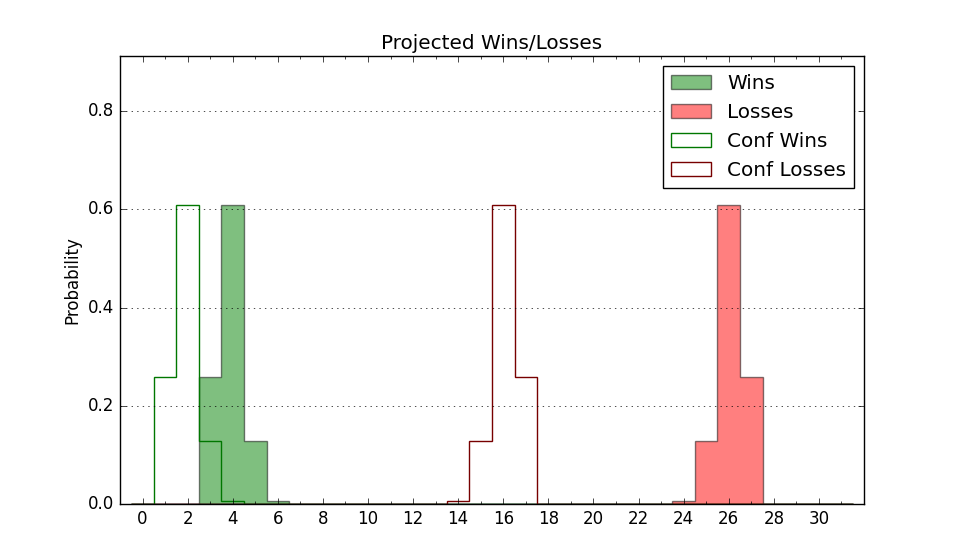 Projected Wins/Losses
Wins
Losses
Conf Wins
Conf Losses
Probability
0.8
0.6
0.4
0.2
0.0
0 2 4 6 8 10 12 14 16 18 20 22 24 26 28 30